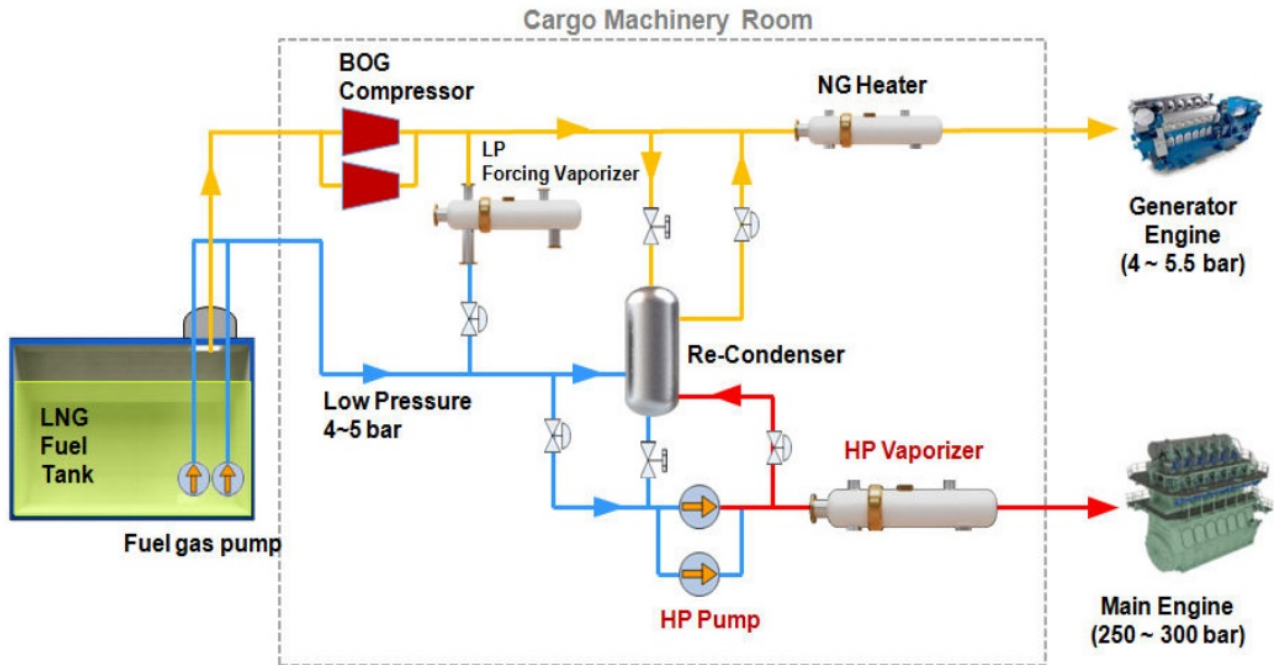 Cargo Machinery Room
BOG
Compressor
NG Heater
LP
Forcing Vaporizer
Generator
Engine
(4 ~ 5.5 bar)
Re-Condenser
Low Pressure
4~5 bar
LNG
Fuel
Tank
HP Vaporizer
Fuel gas pump
HP Pump
Main Engine
(250 ~ 300 bar)